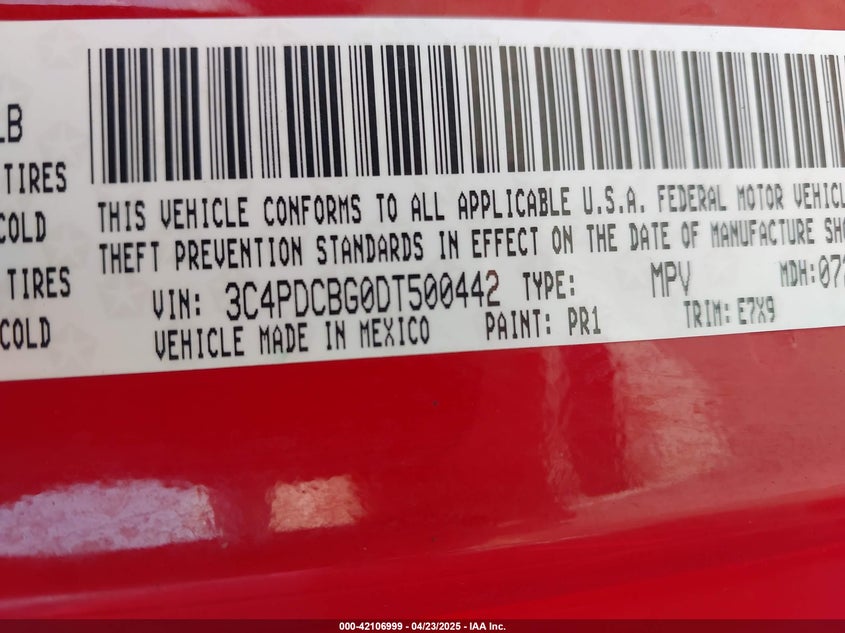 LB
TIRES
COLD
TIRES
COLD
THIS VEHICLE CONFORMS TO ALL APPLICABLE U.S.A. FEDERAL MOTOR VEHICL
THEFT PREVENTION STANDARDS IN EFFECT ON THE DATE OF MANUFACTURE SHO
VIN: 3C4PDCBG0DT500442 TYPE: MPV MDH:072
VEHICLE MADE IN MEXICO PAINT: PR1 TRIM: E7X9
000-42106999 - 04/23/2025 - IAA Inc.